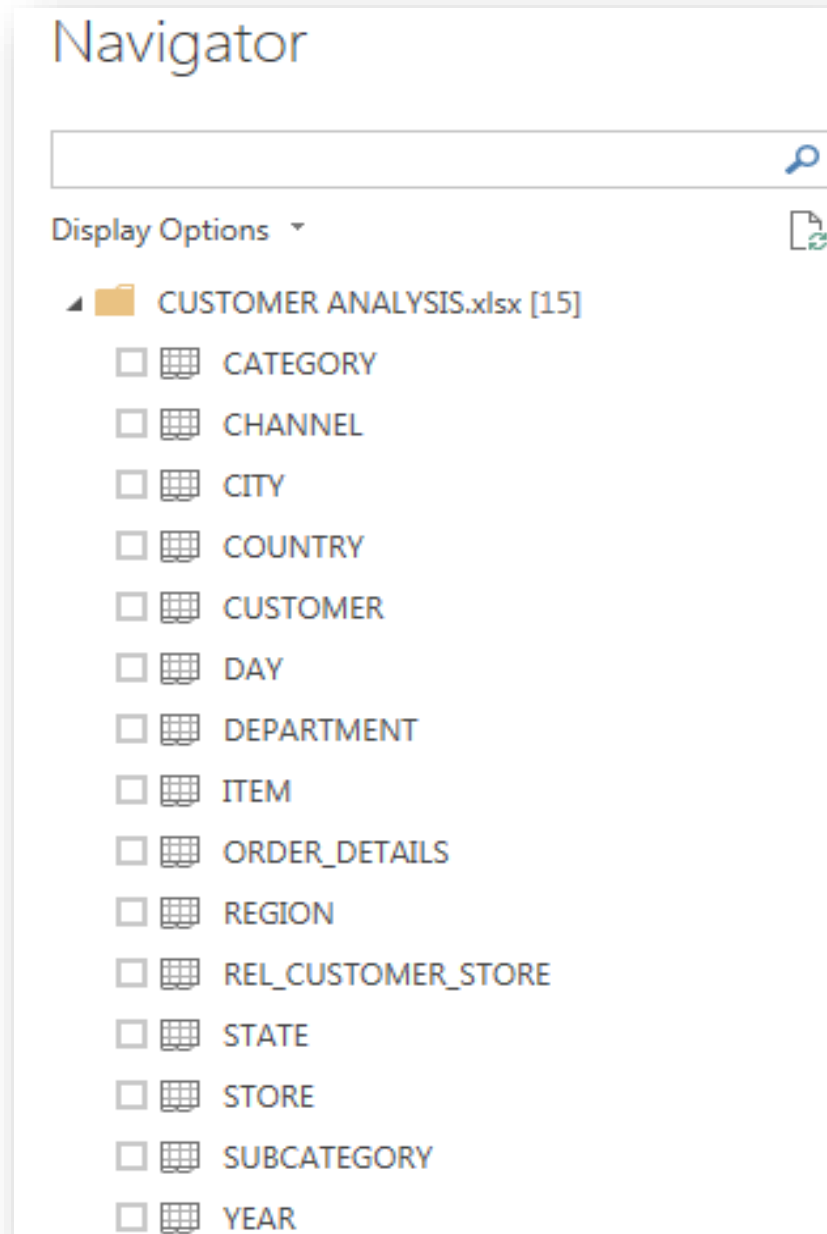 Navigator
Display Options
CUSTOMER ANALYSIS.xlsx [15]
CATEGORY
CHANNEL
CITY
COUNTRY
CUSTOMER
DAY
DEPARTMENT
ITEM
ORDER_DETAILS
REGION
REL_CUSTOMER_STORE
STATE
STORE
SUBCATEGORY
YEAR